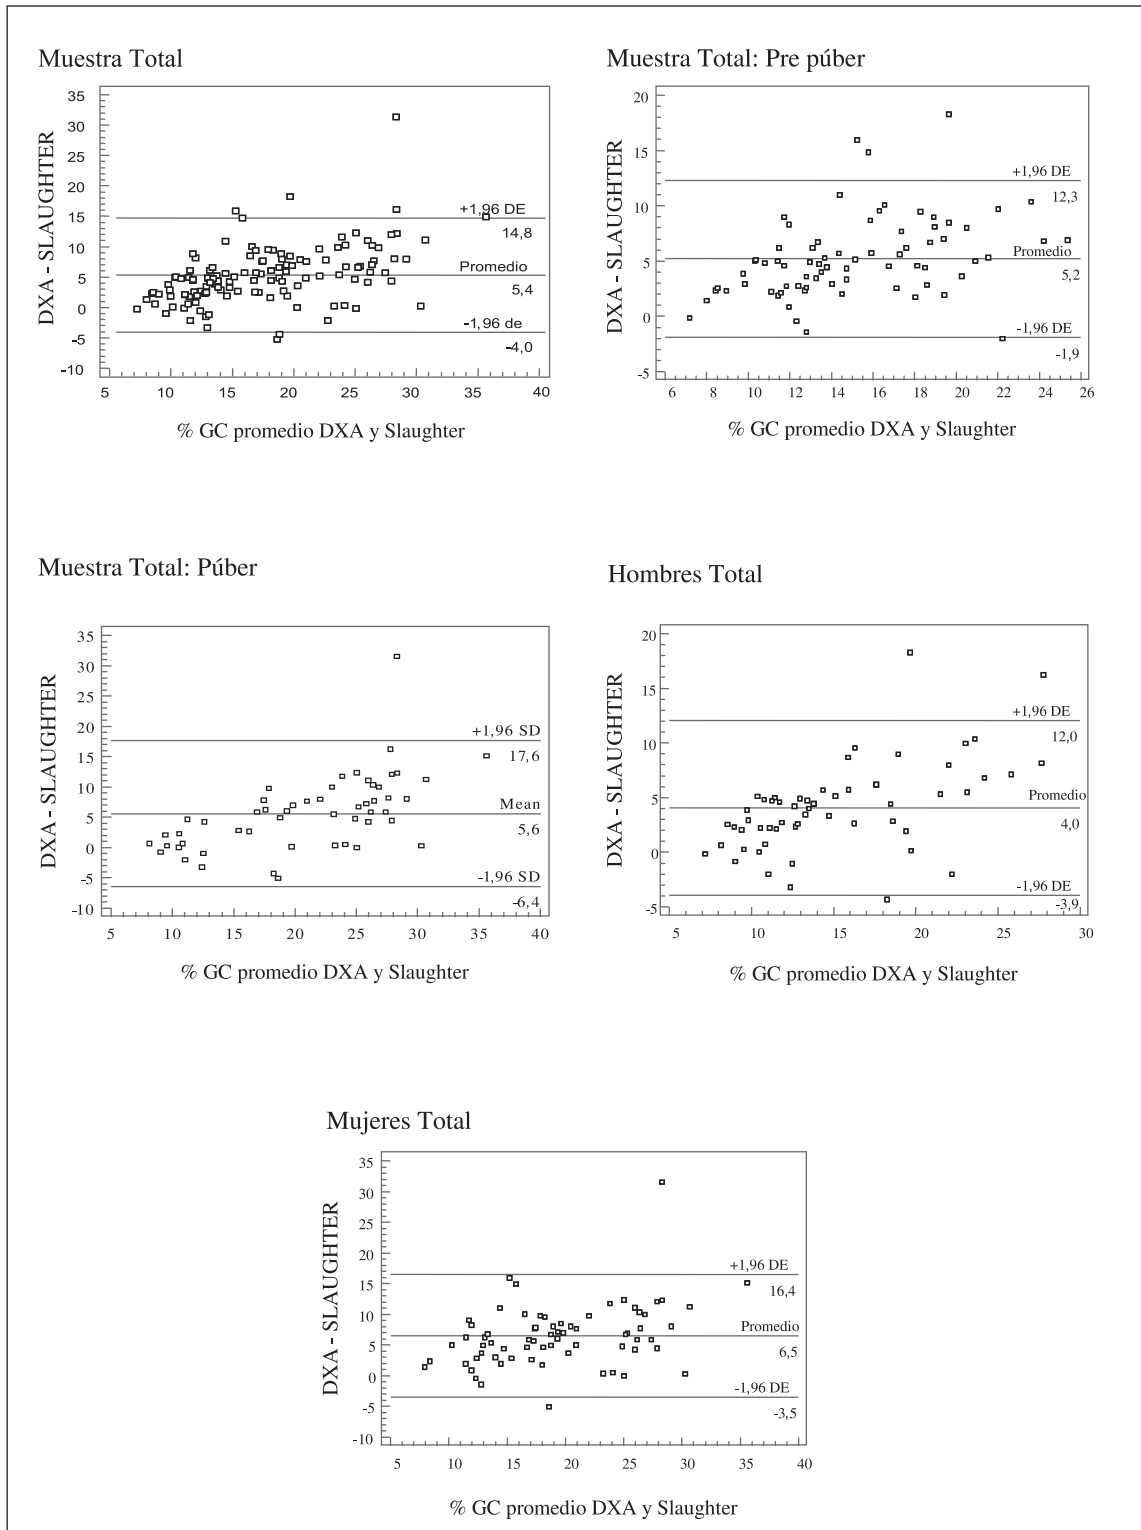 Muestra Total
35
30
25
20
15
10
5
0
-5
-10
DXA - SLAUGHTER
+1,96 DE
14,8
Promedio
5,4
-1,96 de
-4,0
5 10 15 20 25 30 35 40
% GC promedio DXA y Slaughter
Muestra Total: Pre púber
20
15
10
5
0
-5
DXA - SLAUGHTER
+1,96 DE
12,3
Promedio
5,2
-1,96 DE
-1,9
6 8 10 12 14 16 18 20 22 24 26
% GC promedio DXA y Slaughter
Muestra Total: Púber
35
30
25
20
15
10
5
0
-5
-10
DXA - SLAUGHTER
+1,96 SD
17,6
Mean
5,6
-1,96 SD
-6,4
5 10 15 20 25 30 35 40
% GC promedio DXA y Slaughter
Hombres Total
20
15
10
5
0
-5
DXA - SLAUGHTER
+1,96 DE
12,0
Promedio
4,0
-1,96 DE
-3,9
5 10 15 20 25 30
% GC promedio DXA y Slaughter
Mujeres Total
35
30
25
20
15
10
5
0
-5
-10
DXA - SLAUGHTER
+1,96 DE
16,4
Promedio
6,5
-1,96 DE
-3,5
5 10 15 20 25 30 35 40
% GC promedio DXA y Slaughter